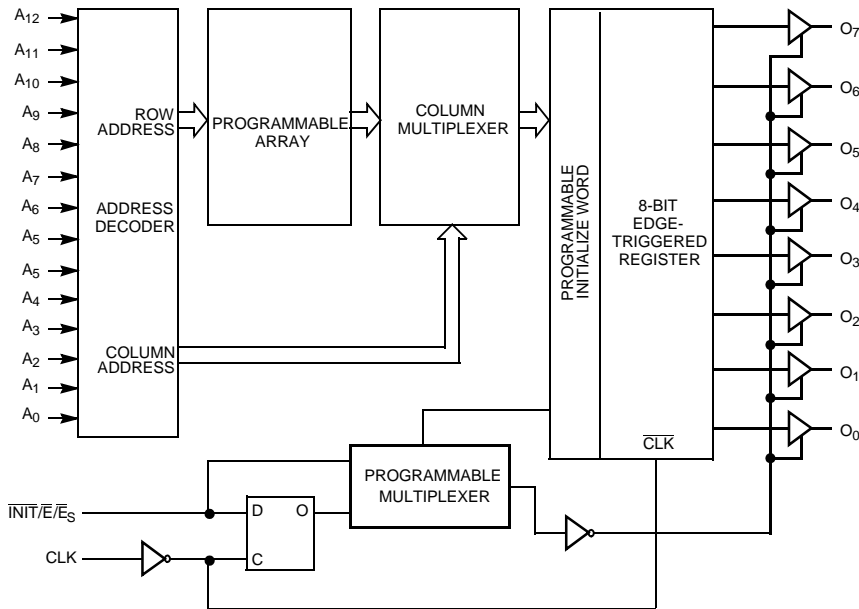 A12
A11
A10
A9
A8
A7
A6
A5
A5
A4
A3
A2
A1
A0
ROW
ADDRESS
ADDRESS
DECODER
COLUMN
ADDRESS
PROGRAMMABLE
ARRAY
COLUMN
MULTIPLEXER
PROGRAMMABLE
INITIALIZE WORD
8-BIT
EDGE-
TRIGGERED
REGISTER
CLK
O7
O6
O5
O4
O3
O2
O1
O0
PROGRAMMABLE
MULTIPLEXER
INIT/E/ES
D O
C
CLK